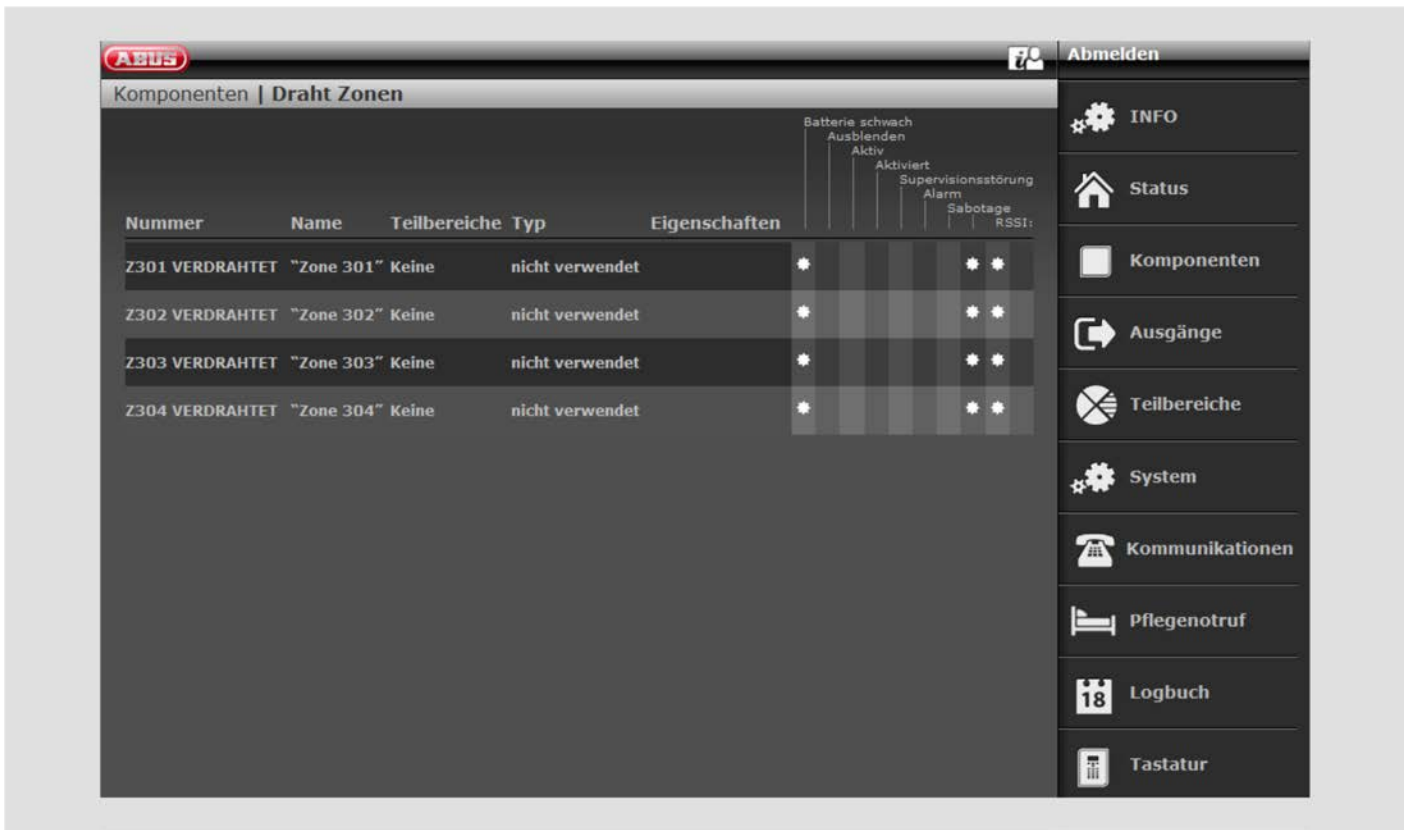 ABUS
Abmelden
Komponenten | Draht Zonen
Batterie schwach
Ausblenden
Aktiv
Aktiviert
Supervisionsstörung
Alarm
Sabotage
RSSI:
Nummer Name Teilbereiche Typ Eigenschaften
Z301 VERDRAHTET "Zone 301" Keine nicht verwendet
Z302 VERDRAHTET "Zone 302" Keine nicht verwendet
Z303 VERDRAHTET "Zone 303" Keine nicht verwendet
Z304 VERDRAHTET "Zone 304" Keine nicht verwendet
INFO
Status
Komponenten
Ausgänge
Teilbereiche
System
Kommunikationen
Pflegenotruf
18 Logbuch
Tastatur